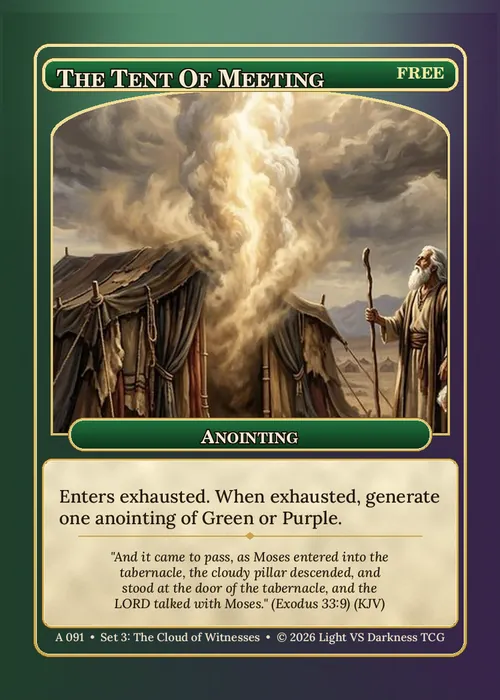 The Tent Of Meeting
FREE
Anointing
Enters exhausted. When exhausted, generate
one anointing of Green or Purple.
"And it came to pass, as Moses entered into the
tabernacle, the cloudy pillar descended, and
stood at the door of the tabernacle, and the
LORD talked with Moses." (Exodus 33:9) (KJV)
A 091 • Set 3: The Cloud of Witnesses • © 2026 Light VS Darkness TCG